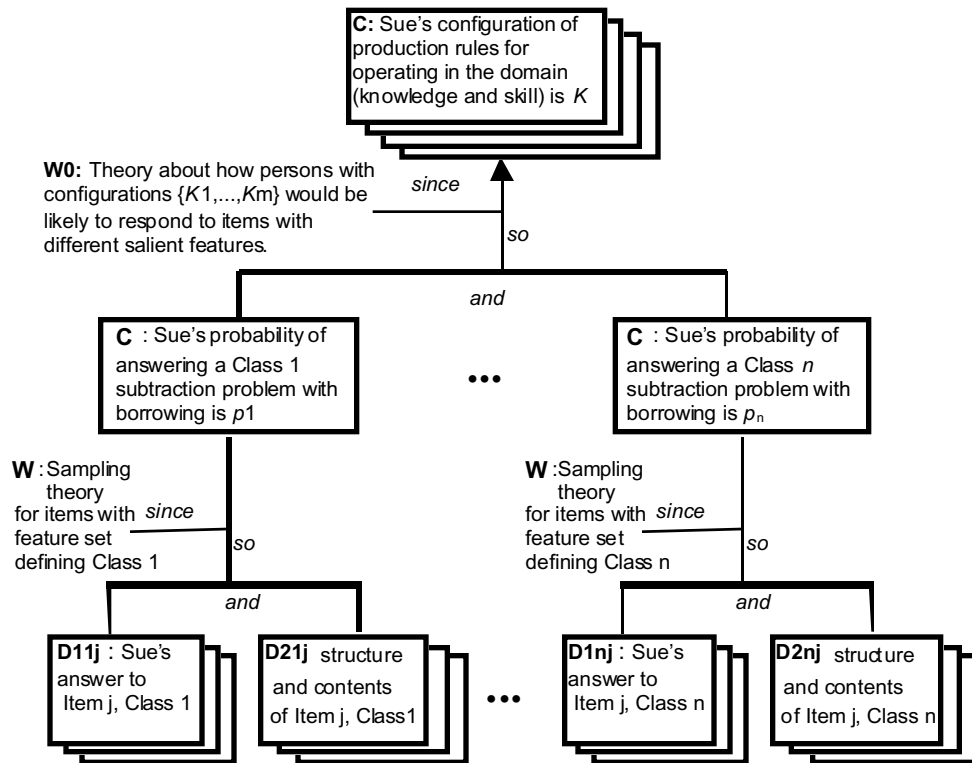 C: Sue's configuration of
production rules for
operating in the domain
(knowledge and skill) is K
W0: Theory about how persons with
configurations {K1,...,Km} would be
likely to respond to items with
different salient features.
since
so
and
C : Sue's probability of
answering a Class 1
subtraction problem with
borrowing is p1
...
C : Sue's probability of
answering a Class n
subtraction problem with
borrowing is pn
W :Sampling
theory
for items with
feature set
defining Class 1
since
so
and
W :Sampling
theory
for items with
feature set
defining Class n
since
so
and
D11j : Sue's
answer to
Item j, Class 1
D21j structure
and contents
of Item j, Class1
...
D1nj : Sue's
answer to
Item j, Class n
D2nj structure
and contents
of Item j, Class n